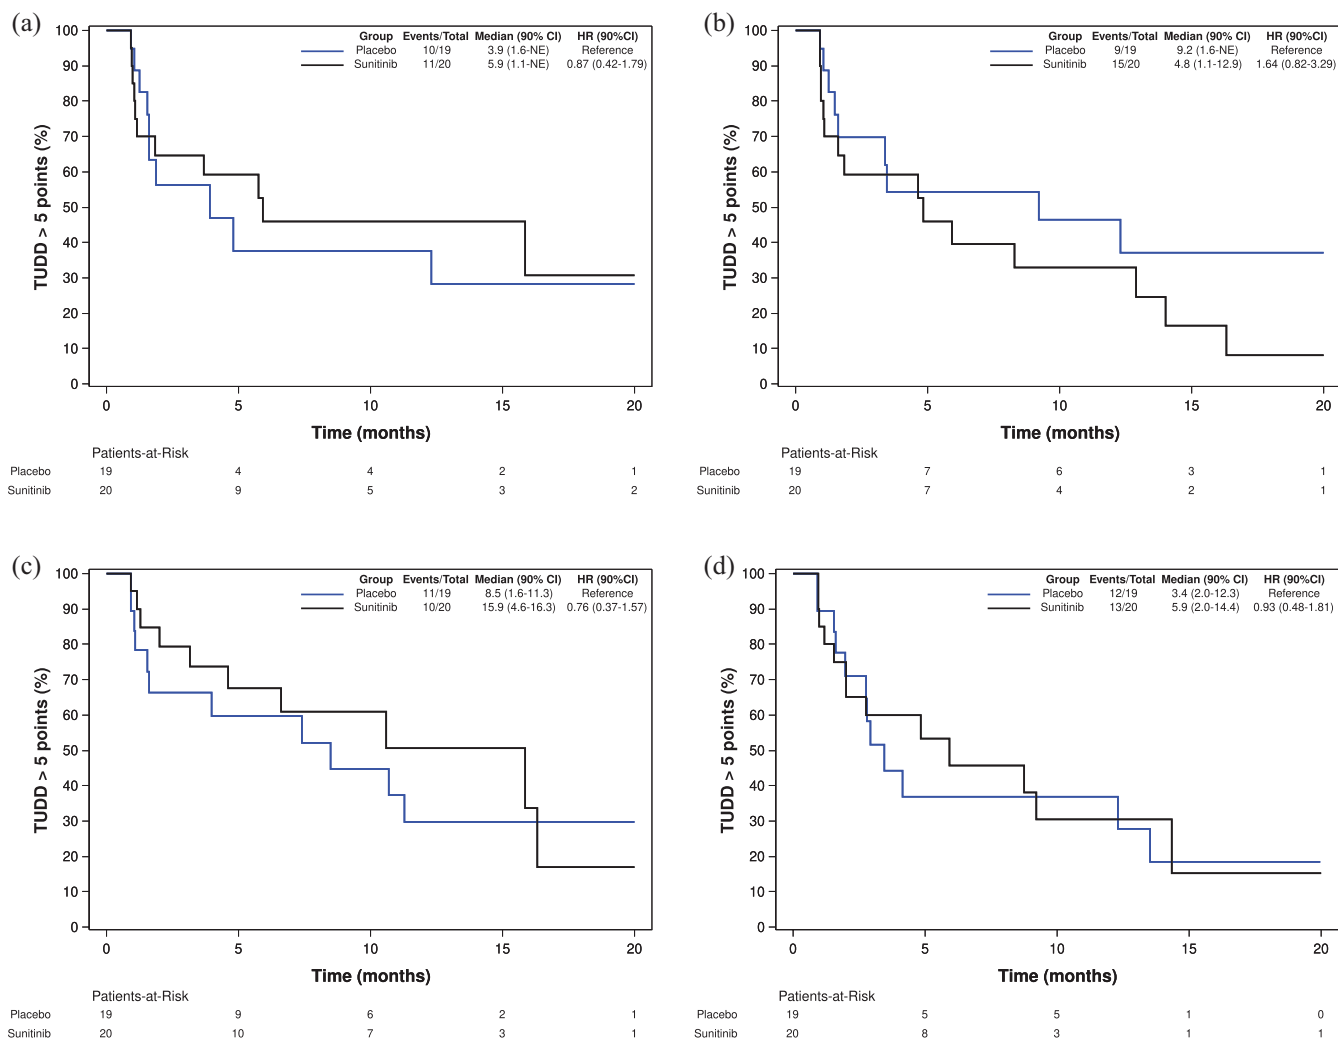 (a)
Group Events/Total Median (90% CI) HR (90%CI)
Placebo 10/19 3.9 (1.6-NE) Reference
Sunitinib 11/20 5.9 (1.1-NE) 0.87 (0.42-1.79)
TUDD > 5 points (%)
100
90
80
70
60
50
40
30
20
10
0
0 5 10 15 20
Time (months)
Patients-at-Risk
Placebo 19 4 4 2 1
Sunitinib 20 9 5 3 2
(b)
Group Events/Total Median (90% CI) HR (90%CI)
Placebo 9/19 9.2 (1.6-NE) Reference
Sunitinib 15/20 4.8 (1.1-12.9) 1.64 (0.82-3.29)
TUDD > 5 points (%)
100
90
80
70
60
50
40
30
20
10
0
0 5 10 15 20
Time (months)
Patients-at-Risk
Placebo 19 7 6 3 1
Sunitinib 20 7 4 2 1
(c)
Group Events/Total Median (90% CI) HR (90%CI)
Placebo 11/19 8.5 (1.6-11.3) Reference
Sunitinib 10/20 15.9 (4.6-16.3) 0.76 (0.37-1.57)
TUDD > 5 points (%)
100
90
80
70
60
50
40
30
20
10
0
0 5 10 15 20
Time (months)
Patients-at-Risk
Placebo 19 9 6 2 1
Sunitinib 20 10 7 3 1
(d)
Group Events/Total Median (90% CI) HR (90%CI)
Placebo 12/19 3.4 (2.0-12.3) Reference
Sunitinib 13/20 5.9 (2.0-14.4) 0.93 (0.48-1.81)
TUDD > 5 points (%)
100
90
80
70
60
50
40
30
20
10
0
0 5 10 15 20
Time (months)
Patients-at-Risk
Placebo 19 5 5 1 0
Sunitinib 20 8 3 1 1